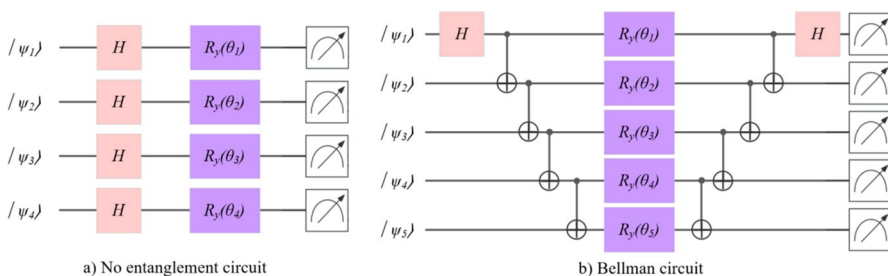 |ψ₁⟩ H Ry(θ₁)
|ψ₂⟩ H Ry(θ₂)
|ψ₃⟩ H Ry(θ₃)
|ψ₄⟩ H Ry(θ₄)
a) No entanglement circuit
|ψ₁⟩ H Ry(θ₁) H
|ψ₂⟩ Ry(θ₂)
|ψ₃⟩ Ry(θ₃)
|ψ₄⟩ Ry(θ₄)
|ψ₅⟩ Ry(θ₅)
b) Bellman circuit